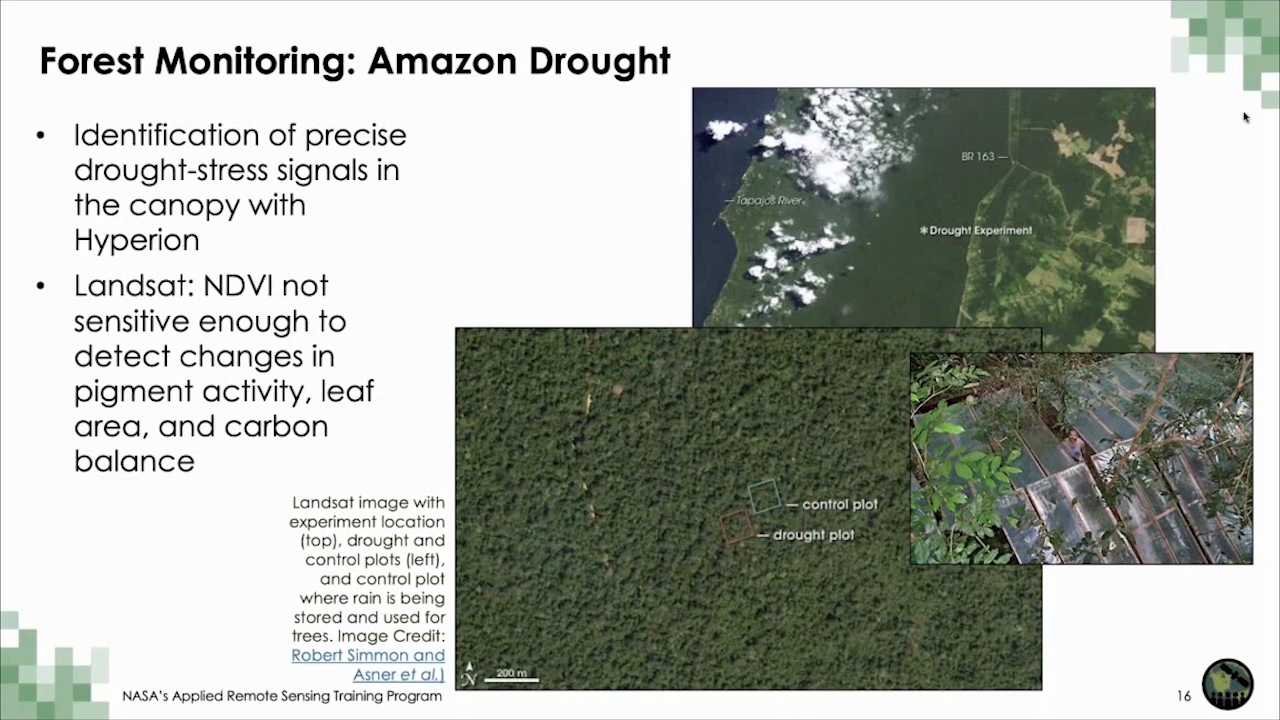 Forest Monitoring: Amazon Drought
• Identification of precise
drought-stress signals in
the canopy with
Hyperion
• Landsat: NDVI not
sensitive enough to
detect changes in
pigment activity, leaf
area, and carbon
balance
BR 163
Tapajós River
*Drought Experiment
control plot
drought plot
N
200 m
Landsat image with
experiment location
(top), drought and
control plots (left),
and control plot
where rain is being
stored and used for
trees. Image Credit:
Robert Simmon and
Asner et al.)
NASA's Applied Remote Sensing Training Program
16